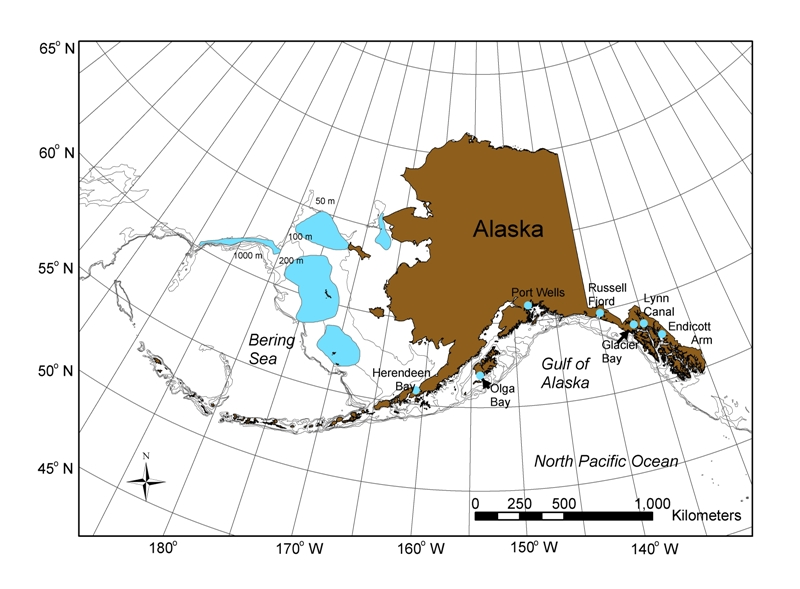 65° N
60° N
55° N
50° N
45° N
50 m
100 m
1000 m
200 m
Alaska
Bering
Sea
Port Wells
Russell
Fjord
Lynn
Canal
Endicott
Arm
Glacier
Bay
Herendeen
Bay
Olga
Bay
Gulf of
Alaska
North Pacific Ocean
N
0 250 500 1,000
Kilometers
180° 170° W 160° W 150° W 140° W